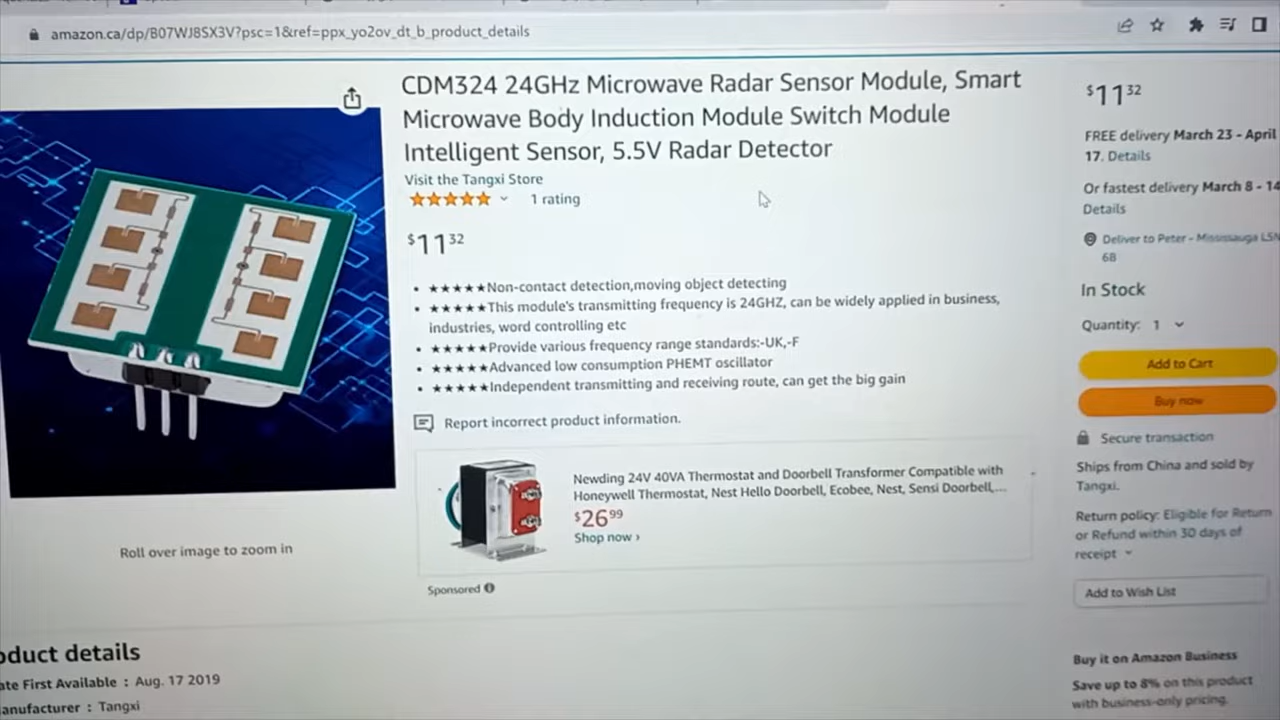 amazon.ca/dp/B07WJ8SX3V?psc=1&ref=ppx_yo2ov_dt_b_product_details
CDM324 24GHz Microwave Radar Sensor Module, Smart
Microwave Body Induction Module Switch Module
Intelligent Sensor, 5.5V Radar Detector
Visit the Tangxi Store
1 rating
$11 32
• ★★★★★Non-contact detection,moving object detecting
• ★★★★★This module's transmitting frequency is 24GHZ, can be widely applied in business,
industries, word controlling etc
• ★★★★★Provide various frequency range standards:-UK,-F
• ★★★★★Advanced low consumption PHEMT oscillator
• ★★★★★Independent transmitting and receiving route, can get the big gain
Report incorrect product information.
Newding 24V 40VA Thermostat and Doorbell Transformer Compatible with
Honeywell Thermostat, Nest Hello Doorbell, Ecobee, Nest, Sensi Doorbell,...
$26 99
Shop now ›
Sponsored
Roll over image to zoom in
oduct details
ate First Available : Aug. 17 2019
anufacturer : Tangxi
$11 32
FREE delivery March 23 - April
17. Details
Or fastest delivery March 8 - 14
Details
Deliver to Peter - Mississauga L5N
6B
In Stock
Quantity: 1
Add to Cart
Buy now
Secure transaction
Ships from China and sold by
Tangxi.
Return policy: Eligible for Return
or Refund within 30 days of
receipt
Add to Wish List
Buy it on Amazon Business
Save up to 8% on this product
with business-only pricing.